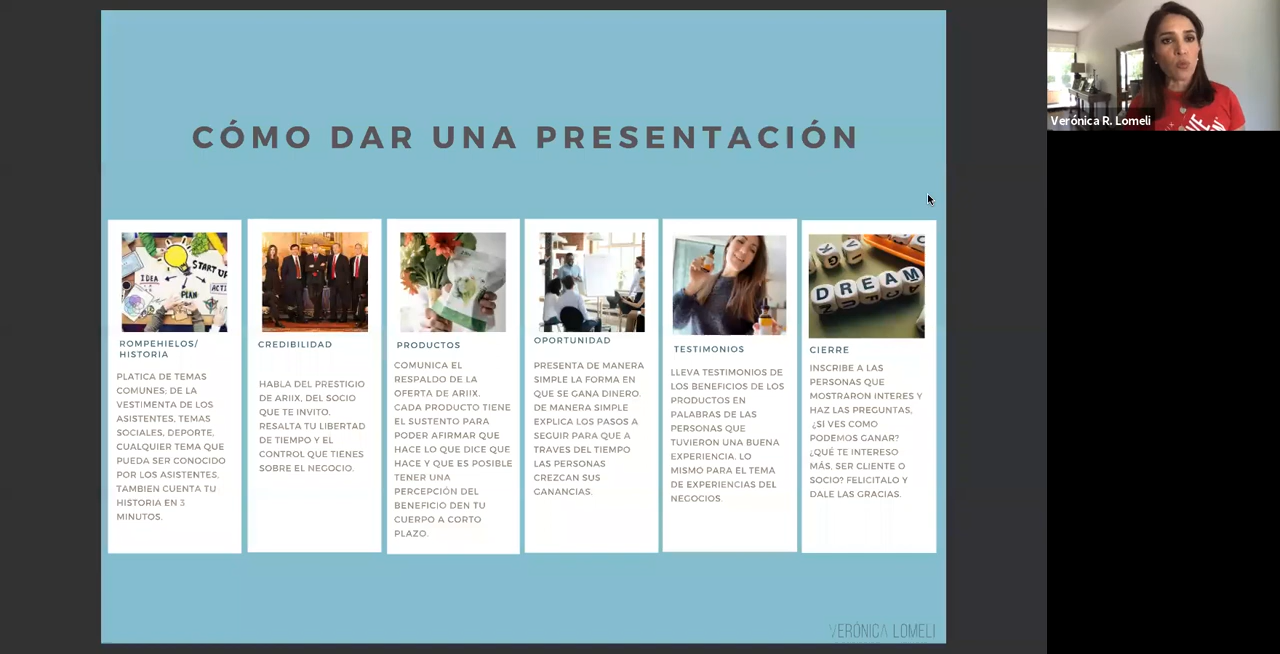 CÓMO DAR UNA PRESENTACIÓN
IDEA
START UP
PLAN
ROMPEHIELOS/
HISTORIA
PLATICA DE TEMAS
COMUNES; DE LA
VESTIMENTA DE LOS
ASISTENTES, TEMAS
SOCIALES, DEPORTE,
CUALQUIER TEMA QUE
PUEDA SER CONOCIDO
POR LOS ASISTENTES.
TAMBIEN CUENTA TU
HISTORIA EN 3
MINUTOS.
CREDIBILIDAD
HABLA DEL PRESTIGIO
DE ARIIX, DEL SOCIO
QUE TE INVITO.
RESALTA TU LIBERTAD
DE TIEMPO Y EL
CONTROL QUE TIENES
SOBRE EL NEGOCIO.
PRODUCTOS
COMUNICA EL
RESPALDO DE LA
OFERTA DE ARIIX.
CADA PRODUCTO TIENE
EL SUSTENTO PARA
PODER AFIRMAR QUE
HACE LO QUE DICE QUE
HACE Y QUE ES POSIBLE
TENER UNA
PERCEPCIÓN DEL
BENEFICIO DEN TU
CUERPO A CORTO
PLAZO.
OPORTUNIDAD
PRESENTA DE MANERA
SIMPLE LA FORMA EN
QUE SE GANA DINERO.
DE MANERA SIMPLE
EXPLICA LOS PASOS A
SEGUIR PARA QUE A
TRAVES DEL TIEMPO
LAS PERSONAS
CREZCAN SUS
GANANCIAS.
TESTIMONIOS
LLEVA TESTIMONIOS DE
LOS BENEFICIOS DE LOS
PRODUCTOS EN
PALABRAS DE LAS
PERSONAS QUE
TUVIERON UNA BUENA
EXPERIENCIA, LO
MISMO PARA EL TEMA
DE EXPERIENCIAS DEL
NEGOCIOS.
DREAM
CIERRE
INSCRIBE A LAS
PERSONAS QUE
MOSTRARON INTERES Y
HAZ LAS PREGUNTAS,
¿SI VES COMO
PODEMOS GANAR?
¿QUÉ TE INTERESO
MÁS, SER CLIENTE O
SOCIO? FELICITALO Y
DALE LAS GRACIAS.
VERÓNICA LOMELI
Verónica R. Lomeli